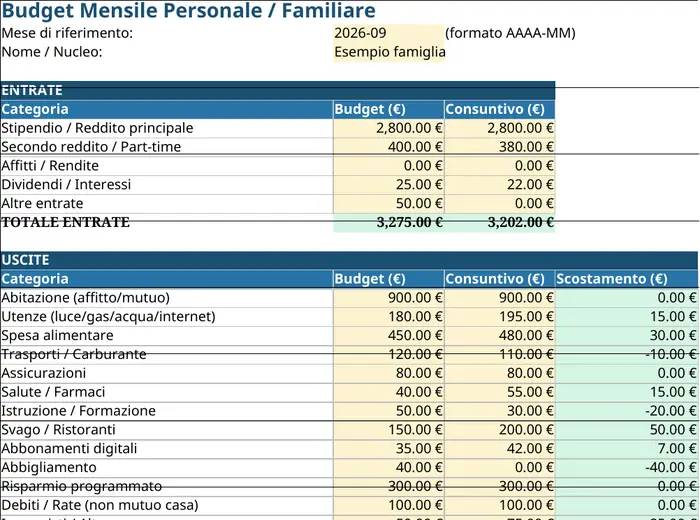 Budget Mensile Personale / Familiare
Mese di riferimento: 2026-09 (formato AAAA-MM)
Nome / Nucleo: Esempio famiglia
ENTRATE
Categoria Budget (€) Consuntivo (€)
Stipendio / Reddito principale 2,800.00 € 2,800.00 €
Secondo reddito / Part-time 400.00 € 380.00 €
Affitti / Rendite 0.00 € 0.00 €
Dividendi / Interessi 25.00 € 22.00 €
Altre entrate 50.00 € 0.00 €
TOTALE ENTRATE 3,275.00 € 3,202.00 €
USCITE
Categoria Budget (€) Consuntivo (€) Scostamento (€)
Abitazione (affitto/mutuo) 900.00 € 900.00 € 0.00 €
Utenze (luce/gas/acqua/internet) 180.00 € 195.00 € 15.00 €
Spesa alimentare 450.00 € 480.00 € 30.00 €
Trasporti / Carburante 120.00 € 110.00 € -10.00 €
Assicurazioni 80.00 € 80.00 € 0.00 €
Salute / Farmaci 40.00 € 55.00 € 15.00 €
Istruzione / Formazione 50.00 € 30.00 € -20.00 €
Svago / Ristoranti 150.00 € 200.00 € 50.00 €
Abbonamenti digitali 35.00 € 42.00 € 7.00 €
Abbigliamento 40.00 € 0.00 € -40.00 €
Risparmio programmato 300.00 € 300.00 € 0.00 €
Debiti / Rate (non mutuo casa) 100.00 € 100.00 € 0.00 €